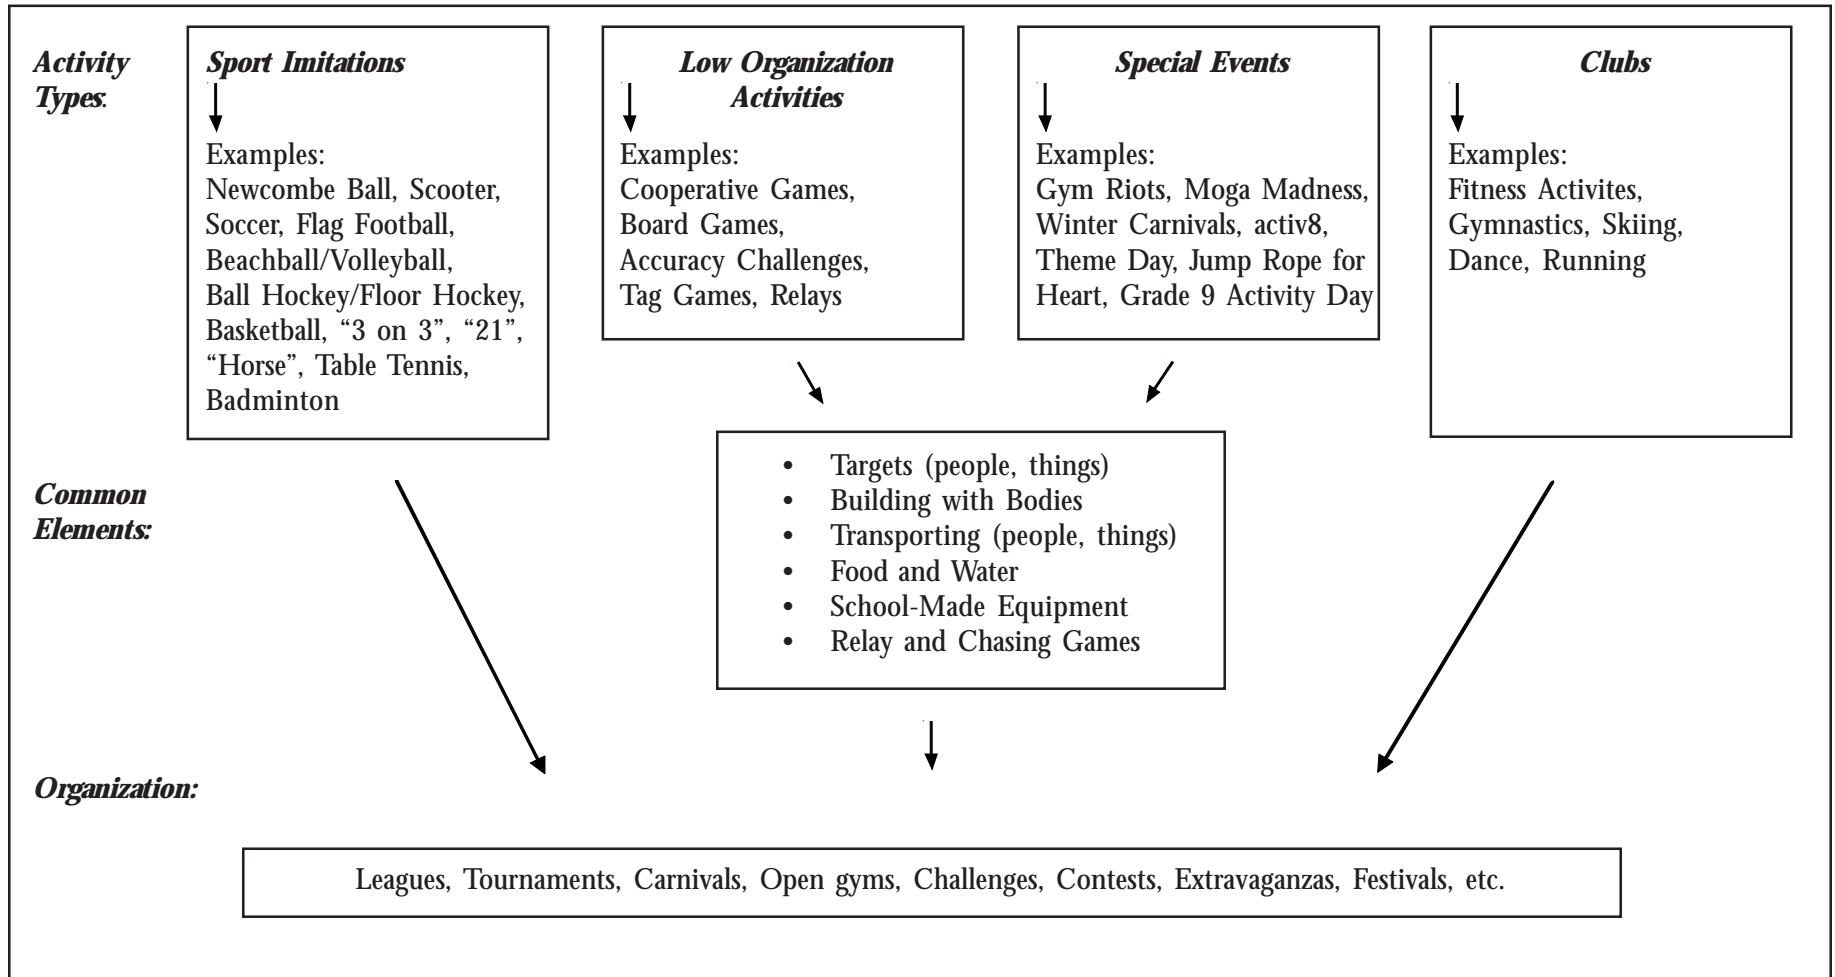 Activity
Types:
Sport Imitations
Examples:
Newcombe Ball, Scooter,
Soccer, Flag Football,
Beachball/Volleyball,
Ball Hockey/Floor Hockey,
Basketball, “3 on 3”, “21”,
“Horse”, Table Tennis,
Badminton
Low Organization
Activities
Examples:
Cooperative Games,
Board Games,
Accuracy Challenges,
Tag Games, Relays
Special Events
Examples:
Gym Riots, Moga Madness,
Winter Carnivals, activ8,
Theme Day, Jump Rope for
Heart, Grade 9 Activity Day
Clubs
Examples:
Fitness Activites,
Gymnastics, Skiing,
Dance, Running
Common
Elements:
• Targets (people, things)
• Building with Bodies
• Transporting (people, things)
• Food and Water
• School-Made Equipment
• Relay and Chasing Games
Organization:
Leagues, Tournaments, Carnivals, Open gyms, Challenges, Contests, Extravaganzas, Festivals, etc.